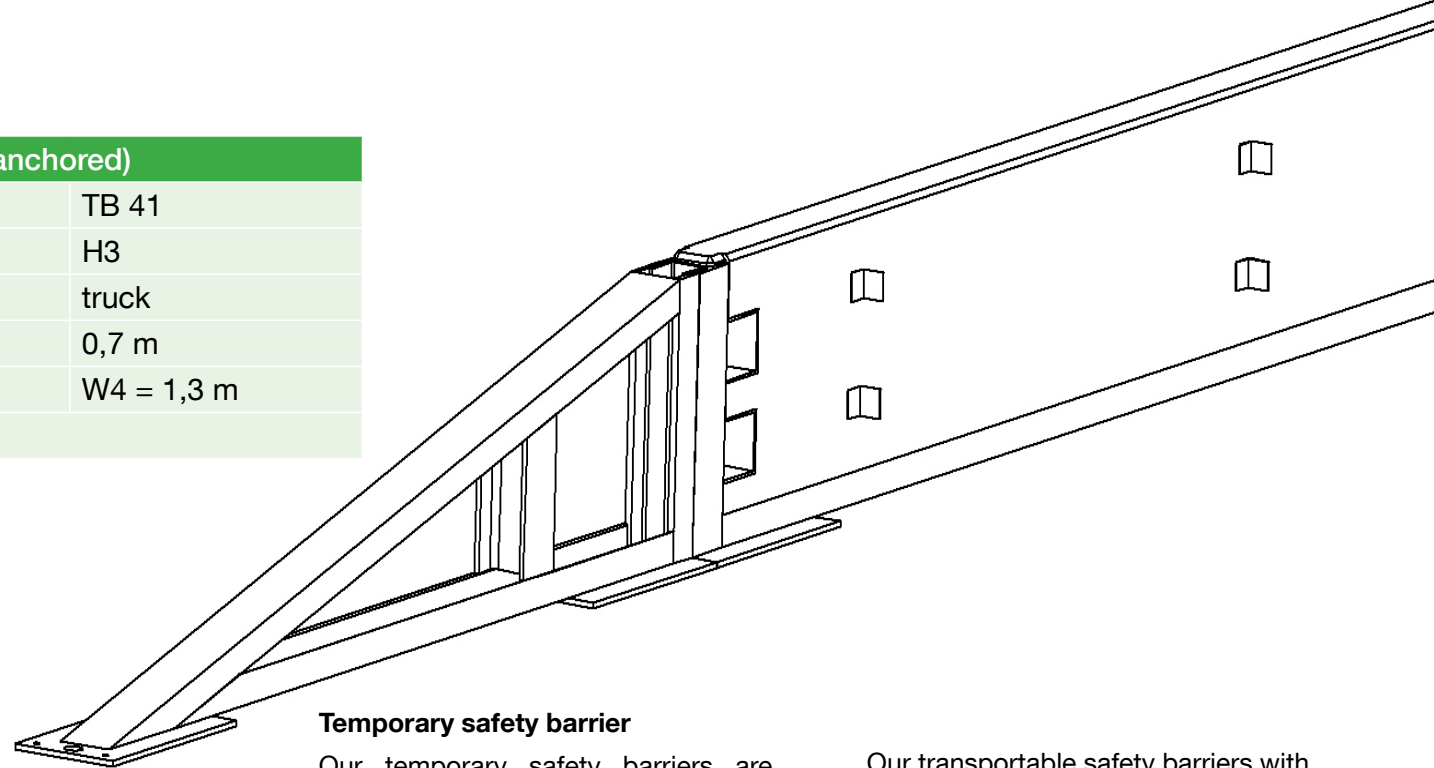 anchored)
TB 41
H3
truck
0,7 m
W4 = 1,3 m
Temporary safety barrier
Our temporary safety barriers are
Our transportable safety barriers with